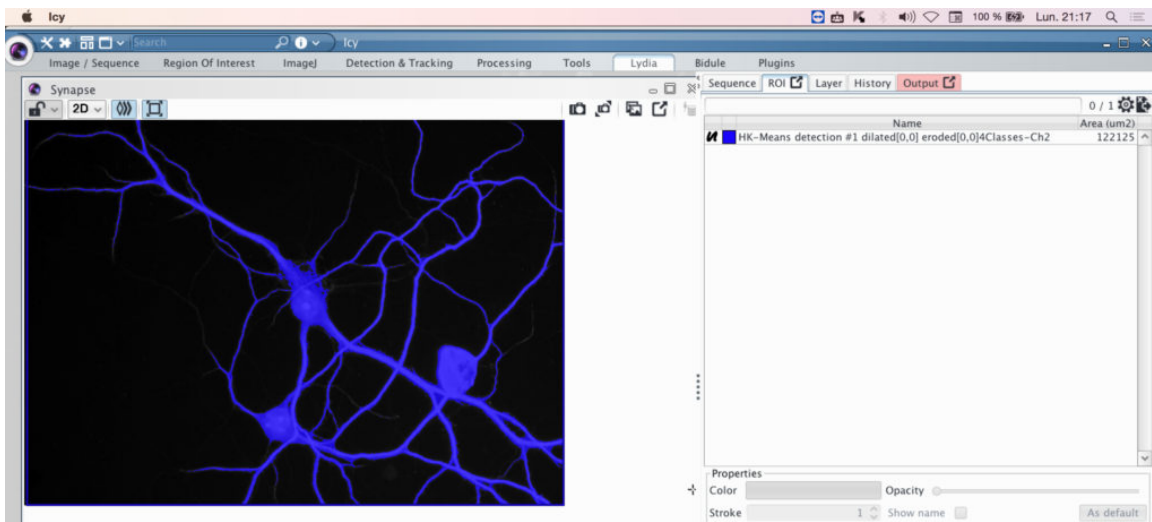 Icy 100 % Lun. 21:17
Search Icy
Image / Sequence Region Of Interest ImageJ Detection & Tracking Processing Tools Lydia Bidule Plugins
Synapse
2D
Sequence ROI Layer History Output
0 / 1
Name Area (um2)
HK-Means detection #1 dilated[0,0] eroded[0,0]4Classes-Ch2 122125
Properties
Color Opacity
Stroke 1 Show name As default